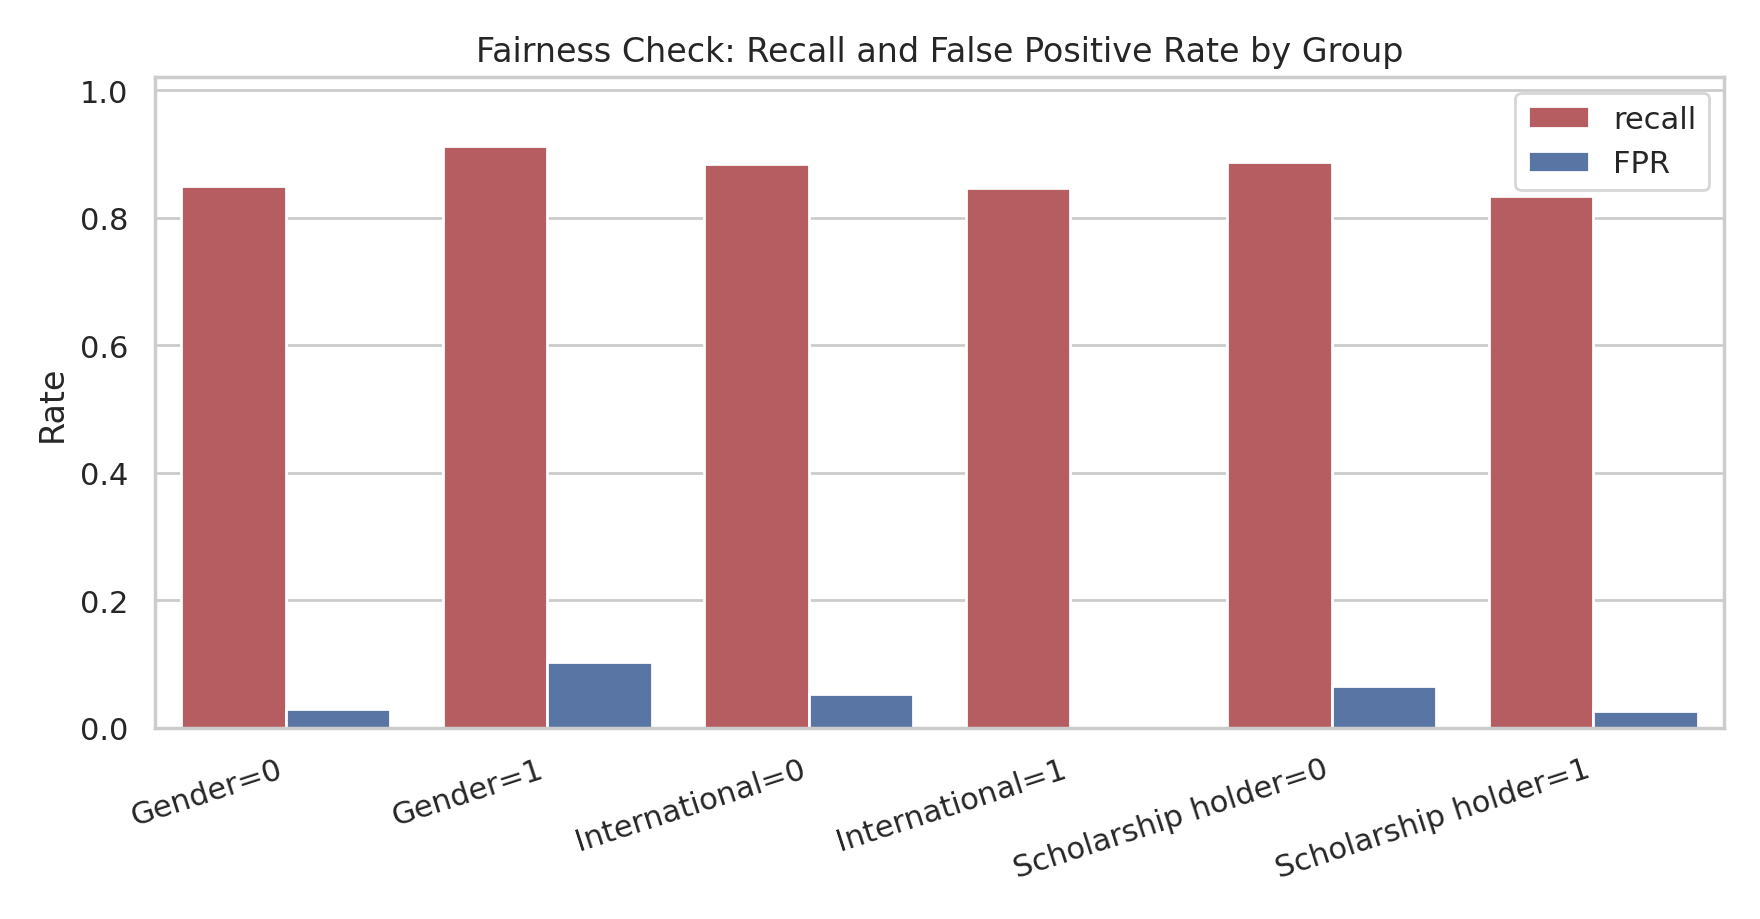 Fairness Check: Recall and False Positive Rate by Group
recall
FPR
Rate
1.0
0.8
0.6
0.4
0.2
0.0
Gender=0
Gender=1
International=0
International=1
Scholarship holder=0
Scholarship holder=1